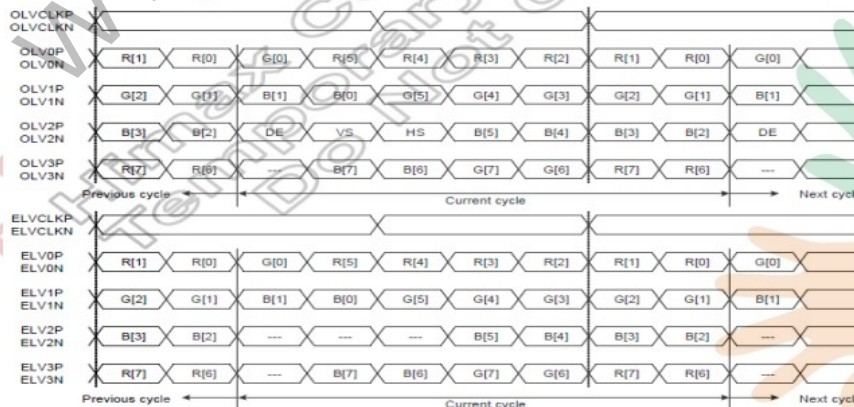 OLVCLKP
OLVCLKN
OLV0P
OLV0N
R[1] R[0] G[0] R[5] R[4] R[3] R[2] R[1] R[0] G[0]
OLV1P
OLV1N
G[2] G[1] B[1] B[0] G[5] G[4] G[3] G[2] G[1] B[1]
OLV2P
OLV2N
B[3] B[2] DE VS HS B[5] B[4] B[3] B[2] DE
OLV3P
OLV3N
R[7] R[6] --- B[7] B[6] G[7] G[6] R[7] R[6] ---
Previous cycle Current cycle Next cycl
ELVCLKP
ELVCLKN
ELV0P
ELV0N
R[1] R[0] G[0] R[5] R[4] R[3] R[2] R[1] R[0] G[0]
ELV1P
ELV1N
G[2] G[1] B[1] B[0] G[5] G[4] G[3] G[2] G[1] B[1]
ELV2P
ELV2N
B[3] B[2] --- --- --- B[5] B[4] B[3] B[2] ---
ELV3P
ELV3N
R[7] R[6] --- B[7] B[6] G[7] G[6] R[7] R[6] ---
Previous cycle Current cycle Next cycl
Himax
Temporary
Do Not